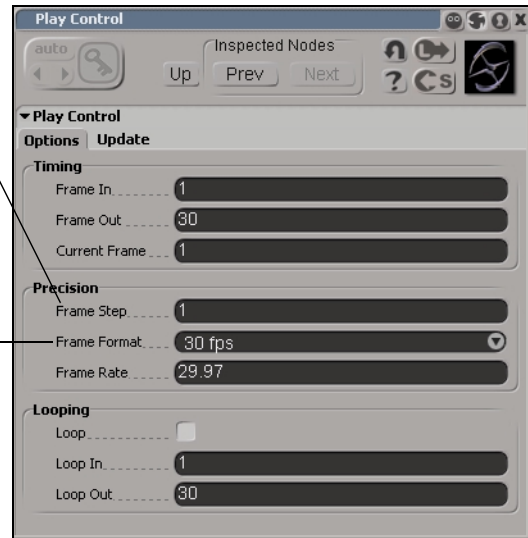 Play Control
auto
Inspected Nodes
Up Prev Next
? S
Play Control
Options Update
Timing
Frame In 1
Frame Out 30
Current Frame 1
Precision
Frame Step 1
Frame Format 30 fps
Frame Rate 29.97
Looping
Loop
Loop In 1
Loop Out 30